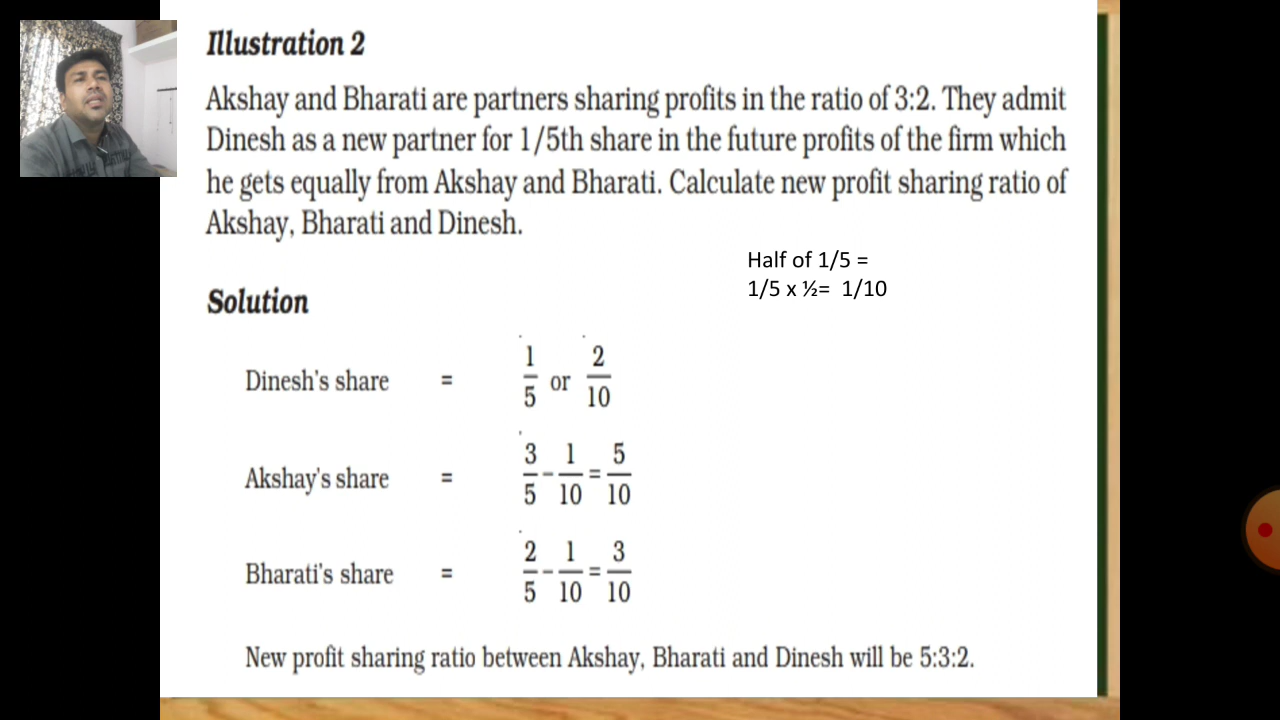 Illustration 2
Akshay and Bharati are partners sharing profits in the ratio of 3:2. They admit
Dinesh as a new partner for 1/5th share in the future profits of the firm which
he gets equally from Akshay and Bharati. Calculate new profit sharing ratio of
Akshay, Bharati and Dinesh.
Half of 1/5 =
1/5 x ½= 1/10
Solution
Dinesh's share = 1/5 or 2/10
Akshay's share = 3/5 - 1/10 = 5/10
Bharati's share = 2/5 - 1/10 = 3/10
New profit sharing ratio between Akshay, Bharati and Dinesh will be 5:3:2.